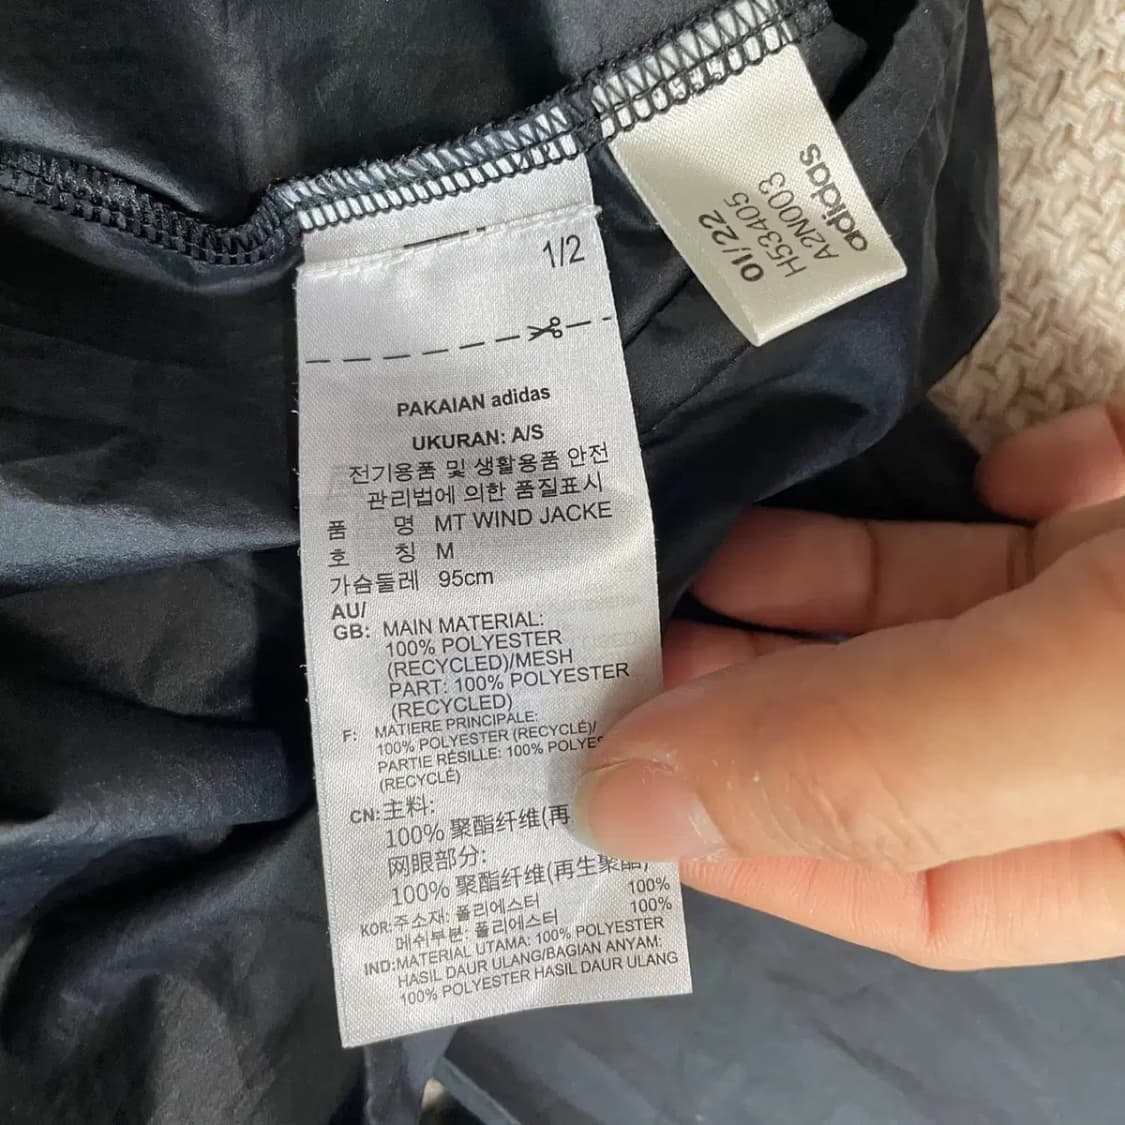 1/2
PAKAIAN adidas
UKURAN: A/S
전기용품 및 생활용품 안전
관리법에 의한 품질표시
품 명 MT WIND JACKE
호 칭 M
가슴둘레 95cm
AU/
GB: MAIN MATERIAL:
100% POLYESTER
(RECYCLED)/MESH
PART: 100% POLYESTER
(RECYCLED)
F: MATIERE PRINCIPALE:
100% POLYESTER (RECYCLÉ)/
PARTIE RÉSILLE: 100%
(RECYCLÉ)
CN:主料:
100% 聚酯纤维(再
网眼部分:
100% 聚酯纤维(再生聚酯)
100%
KOR:주소재: 폴리에스터
100%
메쉬부분: 폴리에스터
IND:MATERIAL UTAMA: 100% POLYESTER
HASIL DAUR ULANG/BAGIAN ANYAM:
100% POLYESTER HASIL DAUR ULANG
adidas
A2N003
H53405
01/22